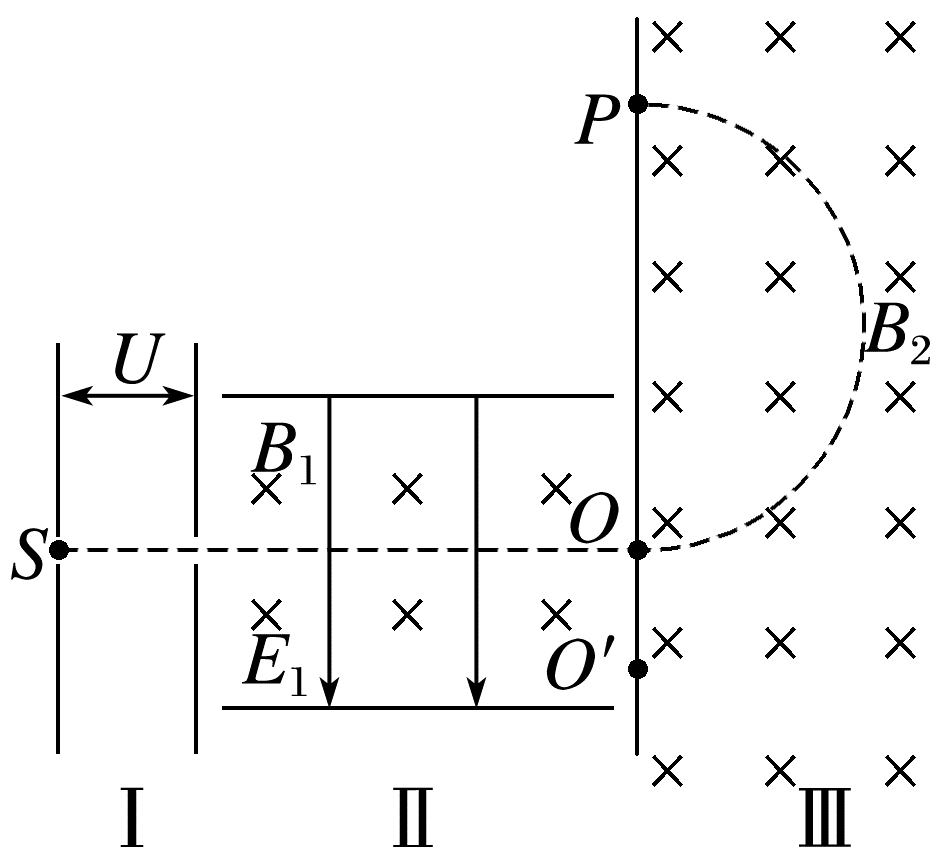 P
U
B₂
B₁
O
S
E₁
O′
Ⅰ Ⅱ Ⅲ